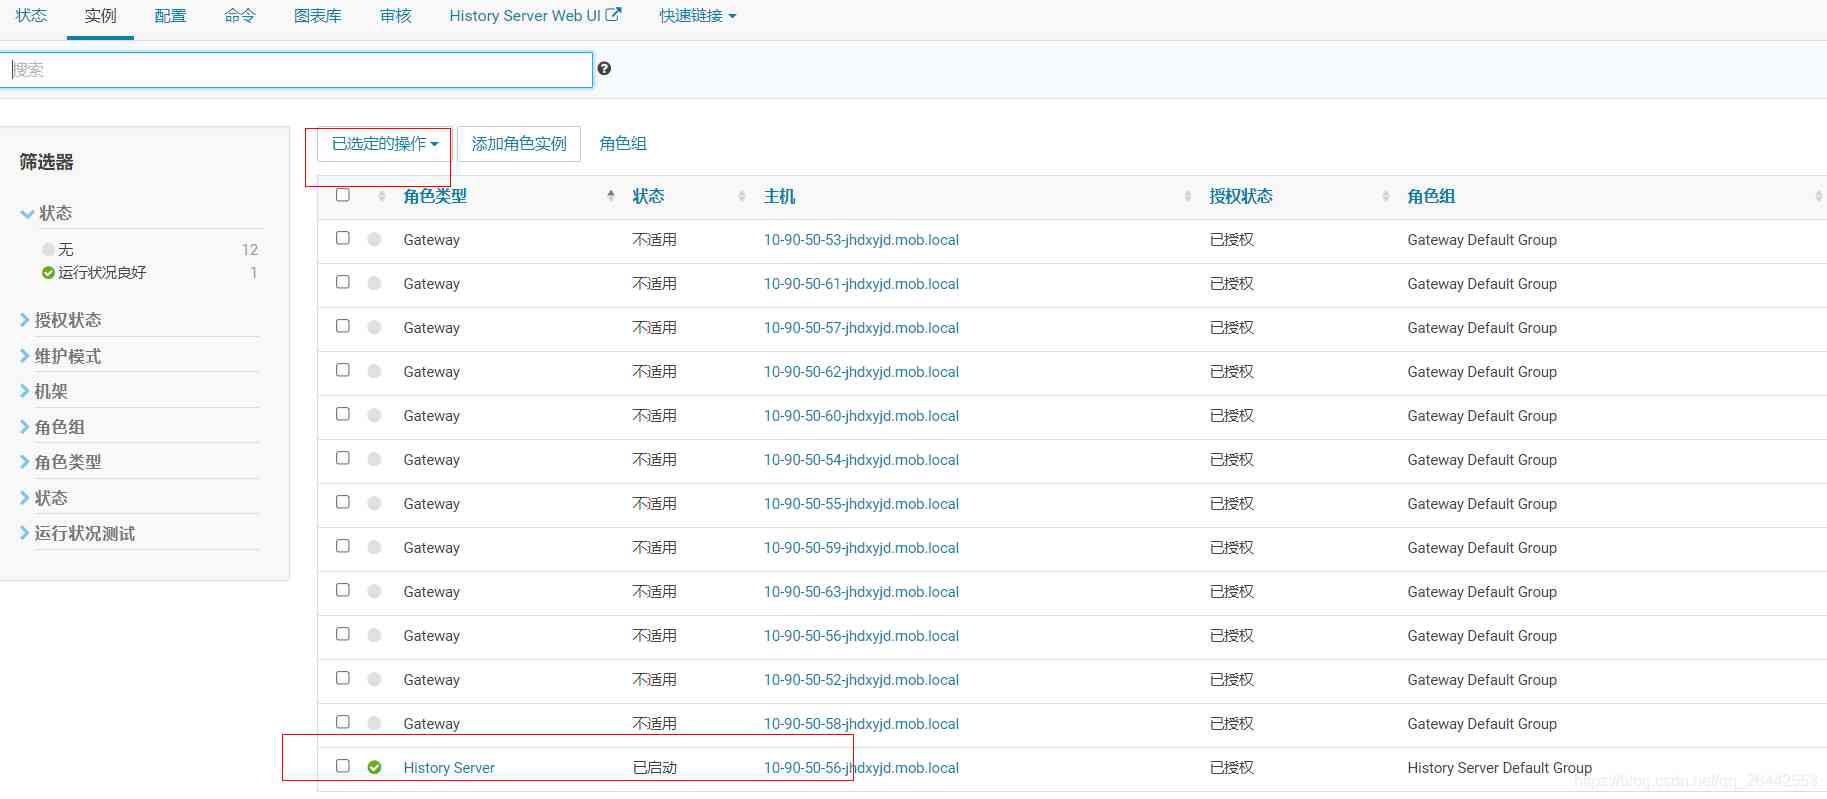 状态 实例 配置 命令 图表库 审核 History Server Web UI 快速链接
搜索
筛选器
状态
无 12
运行状况良好 1
授权状态
维护模式
机架
角色组
角色类型
状态
运行状况测试
已选定的操作 添加角色实例 角色组
角色类型 状态 主机 授权状态 角色组
Gateway 不适用 10-90-50-53-jhdxyjd.mob.local 已授权 Gateway Default Group
Gateway 不适用 10-90-50-61-jhdxyjd.mob.local 已授权 Gateway Default Group
Gateway 不适用 10-90-50-57-jhdxyjd.mob.local 已授权 Gateway Default Group
Gateway 不适用 10-90-50-62-jhdxyjd.mob.local 已授权 Gateway Default Group
Gateway 不适用 10-90-50-60-jhdxyjd.mob.local 已授权 Gateway Default Group
Gateway 不适用 10-90-50-54-jhdxyjd.mob.local 已授权 Gateway Default Group
Gateway 不适用 10-90-50-55-jhdxyjd.mob.local 已授权 Gateway Default Group
Gateway 不适用 10-90-50-59-jhdxyjd.mob.local 已授权 Gateway Default Group
Gateway 不适用 10-90-50-63-jhdxyjd.mob.local 已授权 Gateway Default Group
Gateway 不适用 10-90-50-56-jhdxyjd.mob.local 已授权 Gateway Default Group
Gateway 不适用 10-90-50-52-jhdxyjd.mob.local 已授权 Gateway Default Group
Gateway 不适用 10-90-50-58-jhdxyjd.mob.local 已授权 Gateway Default Group
History Server 已启动 10-90-50-56-jhdxyjd.mob.local 已授权 History Server Default Group
https://blog.csdn.net/qq_26442553